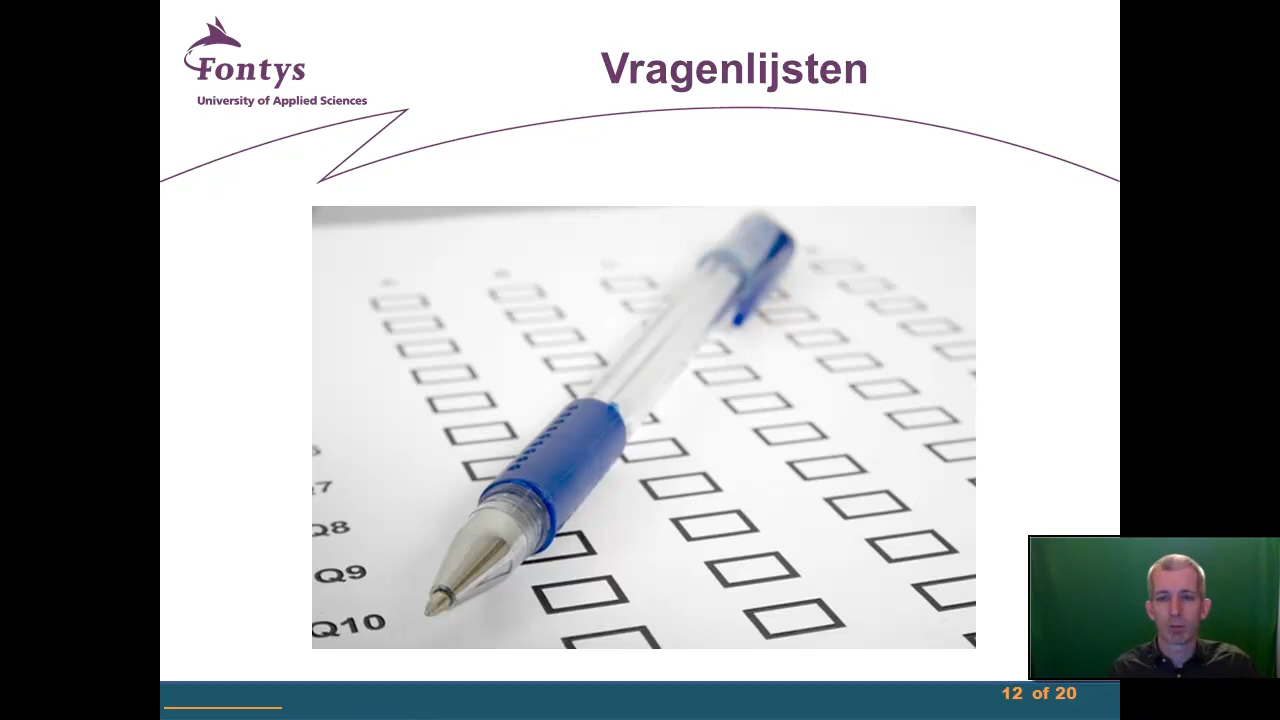 Fontys
University of Applied Sciences
Vragenlijsten
Q8
Q9
Q10
12 of 20